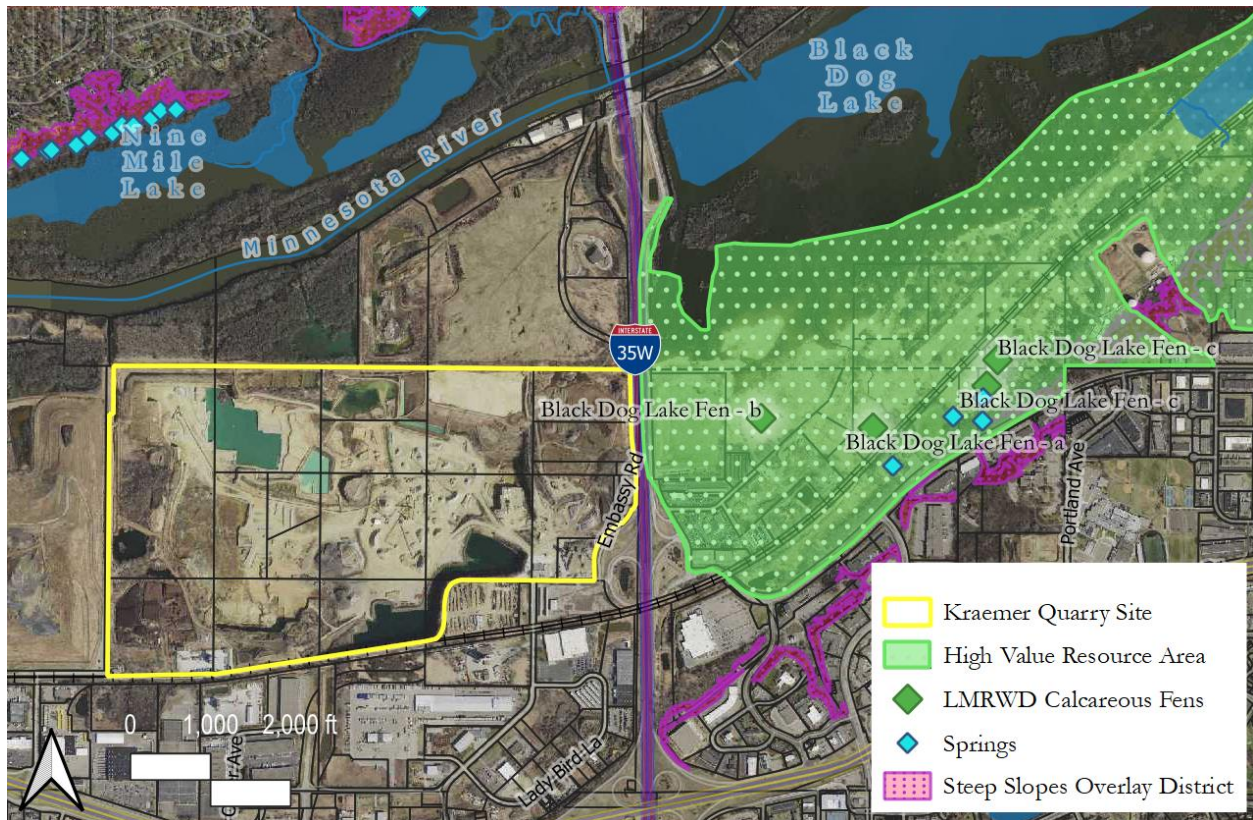 Black
Dog
Lake
Nine
Mile
Lake
Minnesota River
INTERSTATE
35W
Black Dog Lake Fen - c
Black Dog Lake Fen - b
Black Dog Lake Fen - c
Black Dog Lake Fen - a
Embassy Rd
Portland Ave
0 1,000 2,000 ft
r Ave
Lady-Bird-La
Kraemer Quarry Site
High Value Resource Area
LMRWD Calcareous Fens
Springs
Steep Slopes Overlay District